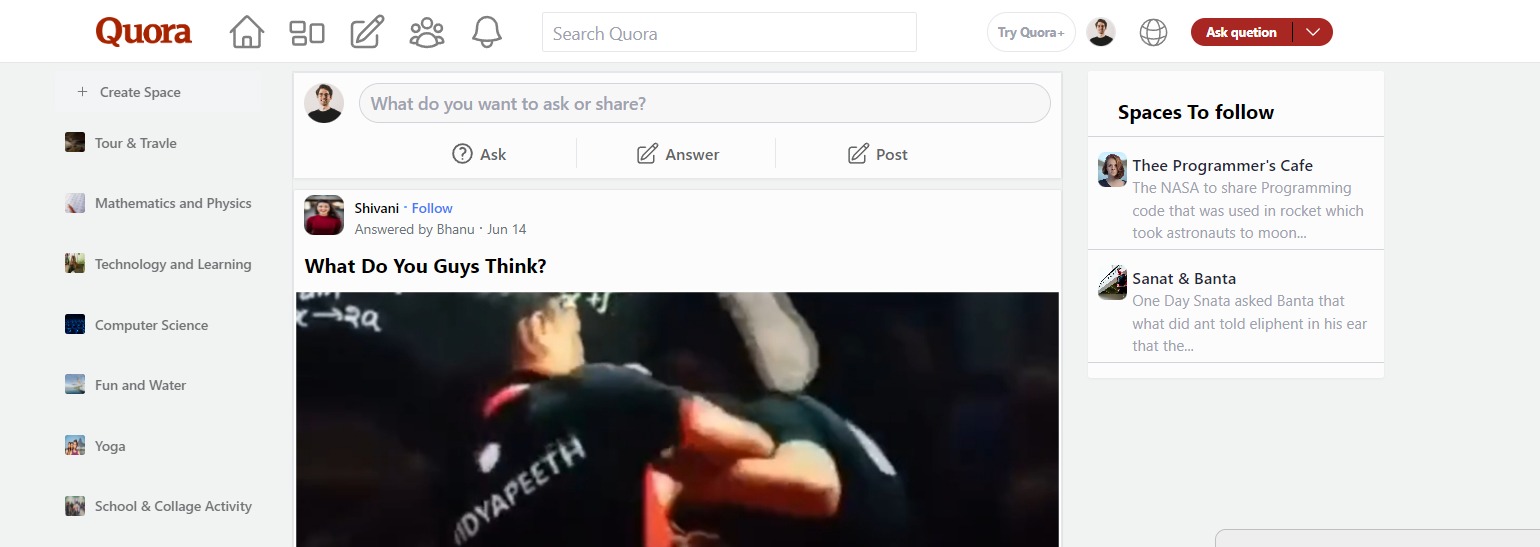 Quora
Search Quora
Try Quora+
Ask quetion
+ Create Space
Tour & Travle
Mathematics and Physics
Technology and Learning
Computer Science
Fun and Water
Yoga
School & Collage Activity
What do you want to ask or share?
Ask
Answer
Post
Shivani · Follow
Answered by Bhanu · Jun 14
What Do You Guys Think?
x→2a
IDYAPEETH
Spaces To follow
Thee Programmer's Cafe
The NASA to share Programming
code that was used in rocket which
took astronauts to moon...
Sanat & Banta
One Day Snata asked Banta that
what did ant told eliphent in his ear
that the...